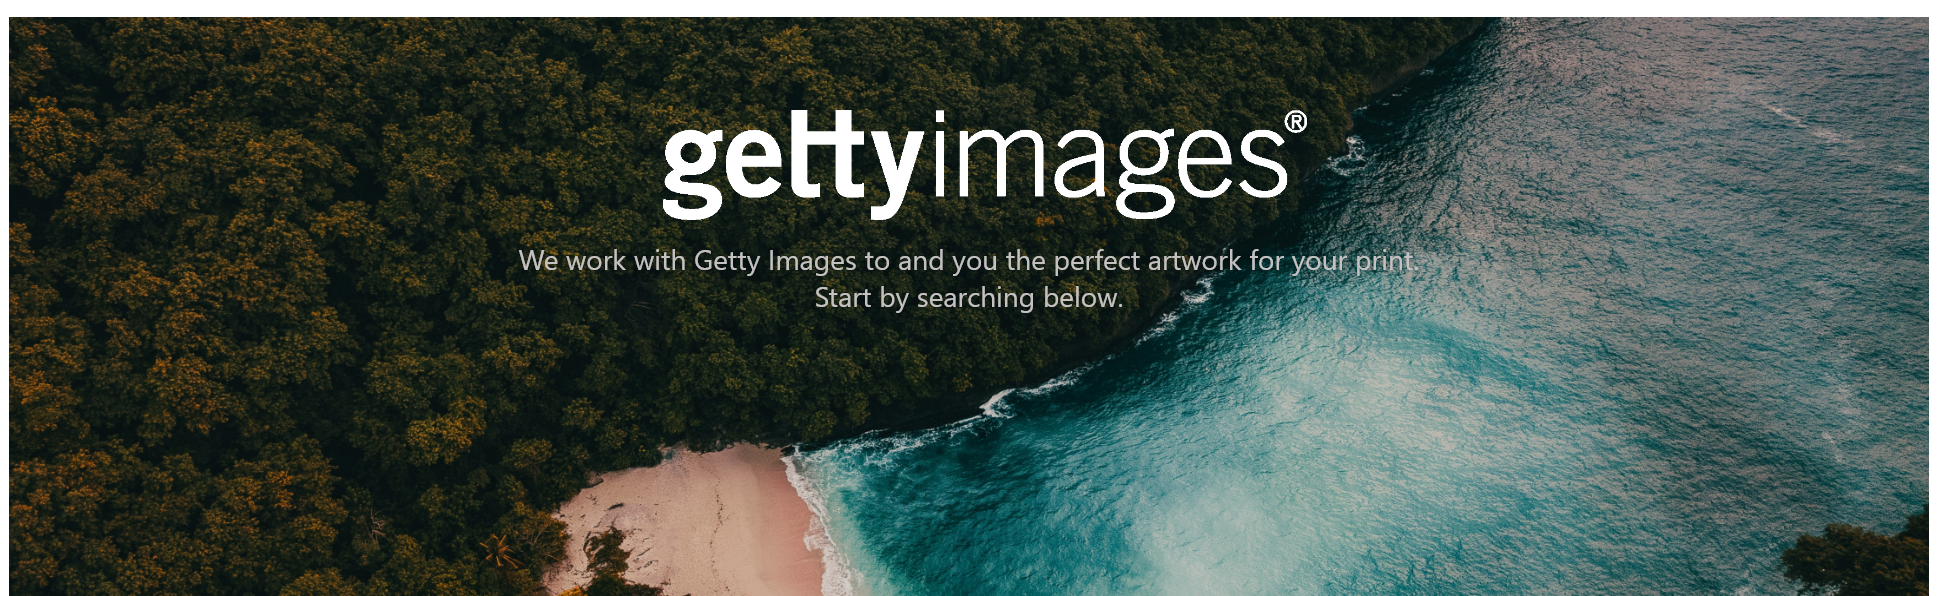 gettyimages®
We work with Getty Images to and you the perfect artwork for your print.
Start by searching below.